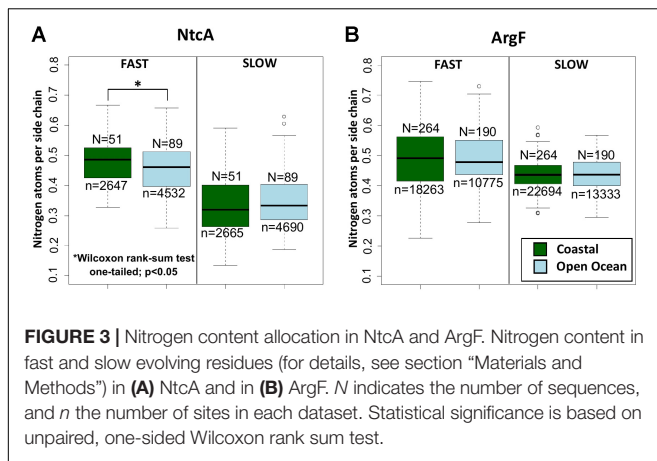 A
NtcA
FAST
SLOW
Nitrogen atoms per side chain
0.8
0.7
0.6
0.5
0.4
0.3
0.2
0.1
*
N=51
N=89
n=2647
n=4532
N=51
N=89
n=2665
n=4690
*Wilcoxon rank-sum test
one-tailed; p<0.05
B
ArgF
FAST
SLOW
Nitrogen atoms per side chain
0.8
0.7
0.6
0.5
0.4
0.3
0.2
0.1
N=264
N=190
n=18263
n=10775
N=264
N=190
n=22694
n=13333
Coastal
Open Ocean
FIGURE 3 | Nitrogen content allocation in NtcA and ArgF. Nitrogen content in
fast and slow evolving residues (for details, see section “Materials and
Methods”) in (A) NtcA and in (B) ArgF. N indicates the number of sequences,
and n the number of sites in each dataset. Statistical significance is based on
unpaired, one-sided Wilcoxon rank sum test.